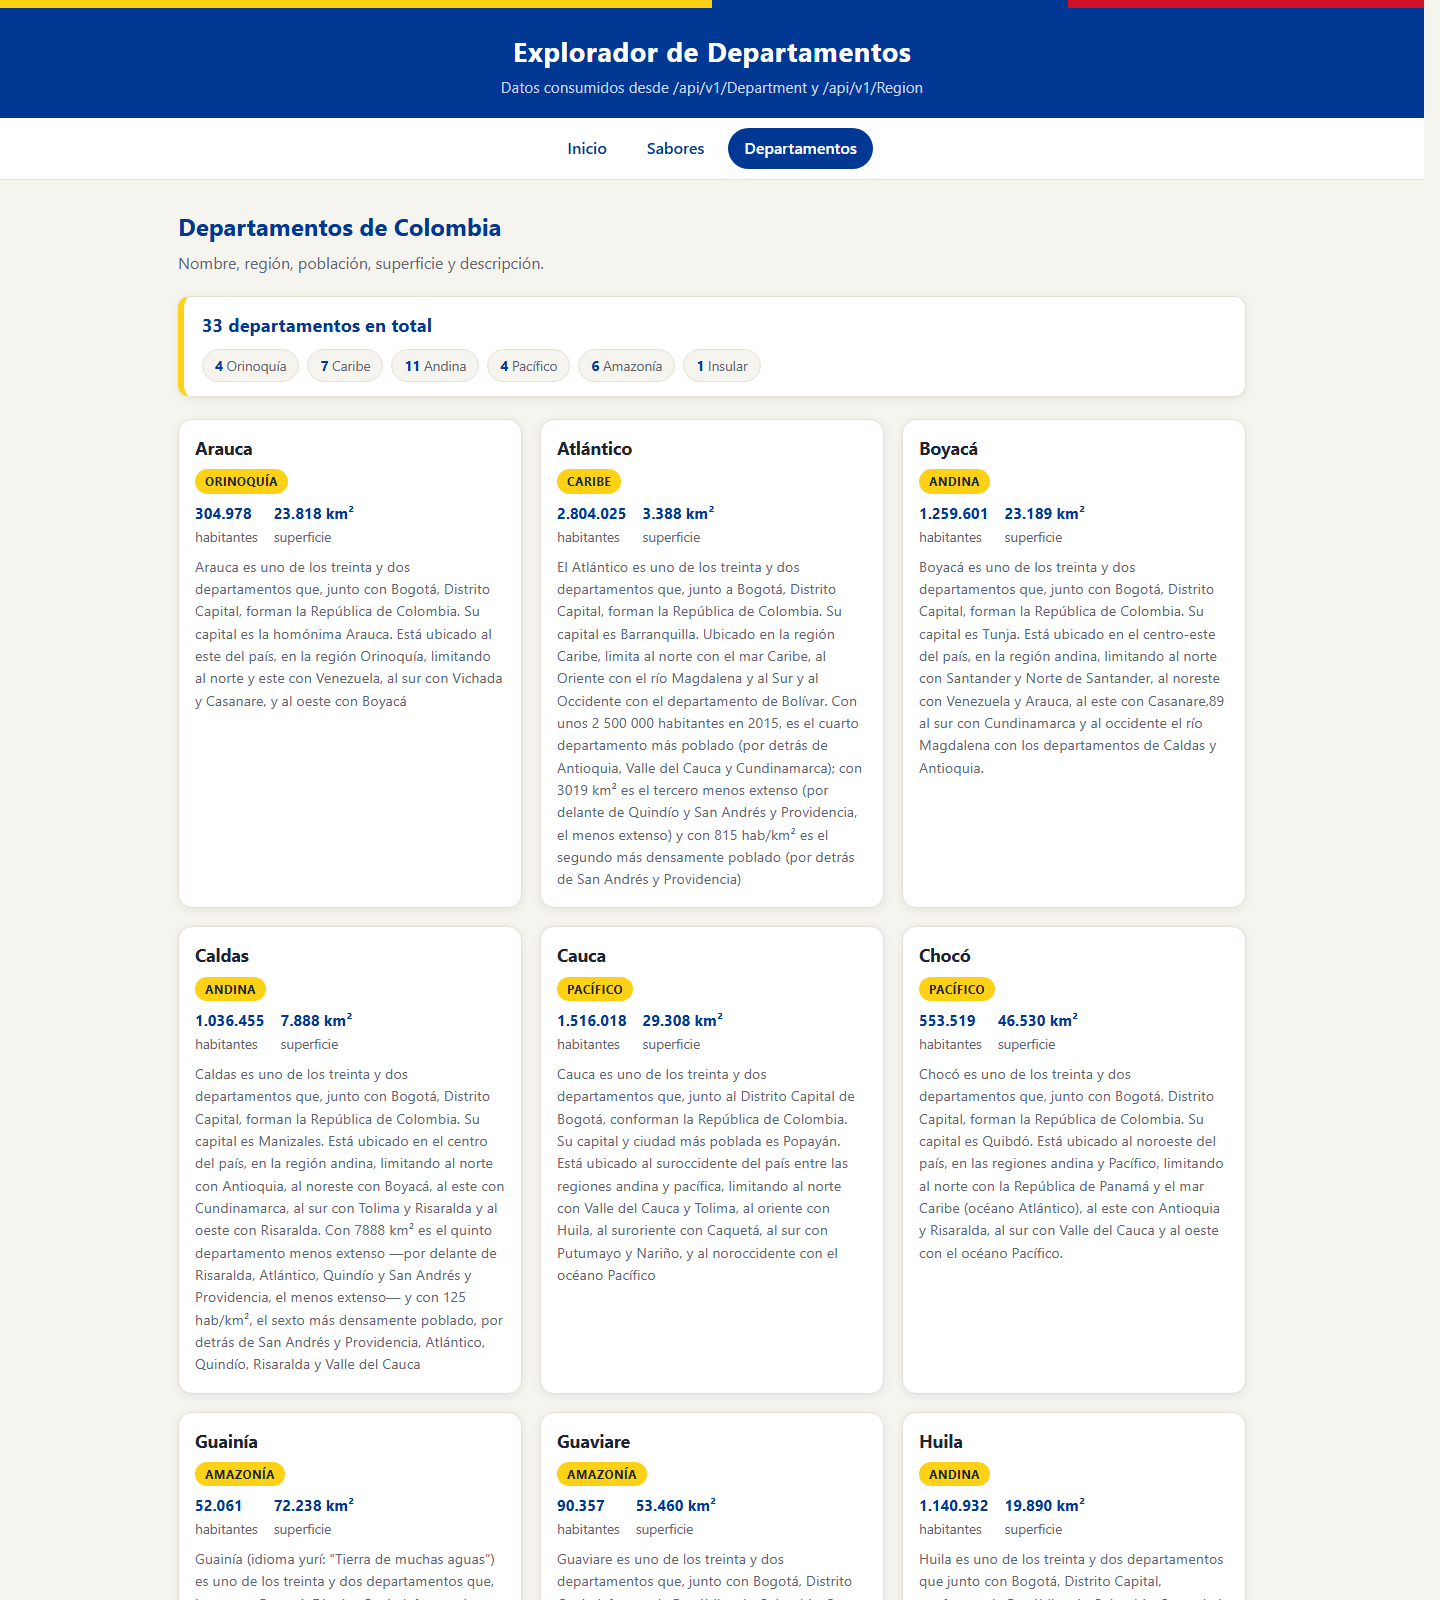 Explorador de Departamentos
Datos consumidos desde /api/v1/Department y /api/v1/Region
Inicio Sabores Departamentos
Departamentos de Colombia
Nombre, región, población, superficie y descripción.
33 departamentos en total
4 Orinoquía 7 Caribe 11 Andina 4 Pacífico 6 Amazonía 1 Insular
Arauca
ORINOQUÍA
304.978 23.818 km²
habitantes superficie
Arauca es uno de los treinta y dos
departamentos que, junto con Bogotá, Distrito
Capital, forman la República de Colombia. Su
capital es la homónima Arauca. Está ubicado al
este del país, en la región Orinoquía, limitando
al norte y este con Venezuela, al sur con Vichada
y Casanare, y al oeste con Boyacá
Atlántico
CARIBE
2.804.025 3.388 km²
habitantes superficie
El Atlántico es uno de los treinta y dos
departamentos que, junto a Bogotá, Distrito
Capital, forman la República de Colombia. Su
capital es Barranquilla. Ubicado en la región
Caribe, limita al norte con el mar Caribe, al
Oriente con el río Magdalena y al Sur y al
Occidente con el departamento de Bolívar. Con
unos 2 500 000 habitantes en 2015, es el cuarto
departamento más poblado (por detrás de
Antioquia, Valle del Cauca y Cundinamarca); con
3019 km² es el tercero menos extenso (por
delante de Quindío y San Andrés y Providencia,
el menos extenso) y con 815 hab/km² es el
segundo más densamente poblado (por detrás
de San Andrés y Providencia)
Boyacá
ANDINA
1.259.601 23.189 km²
habitantes superficie
Boyacá es uno de los treinta y dos
departamentos que, junto con Bogotá, Distrito
Capital, forman la República de Colombia. Su
capital es Tunja. Está ubicado en el centro-este
del país, en la región andina, limitando al norte
con Santander y Norte de Santander, al noreste
con Venezuela y Arauca, al este con Casanare,89
al sur con Cundinamarca y al occidente el río
Magdalena con los departamentos de Caldas y
Antioquia.
Caldas
ANDINA
1.036.455 7.888 km²
habitantes superficie
Caldas es uno de los treinta y dos
departamentos que, junto con Bogotá, Distrito
Capital, forman la República de Colombia. Su
capital es Manizales. Está ubicado en el centro
del país, en la región andina, limitando al norte
con Antioquia, al noreste con Boyacá, al este con
Cundinamarca, al sur con Tolima y Risaralda y al
oeste con Risaralda. Con 7888 km² es el quinto
departamento menos extenso —por delante de
Risaralda, Atlántico, Quindío y San Andrés y
Providencia, el menos extenso— y con 125
hab/km², el sexto más densamente poblado, por
detrás de San Andrés y Providencia, Atlántico,
Quindío, Risaralda y Valle del Cauca
Cauca
PACÍFICO
1.516.018 29.308 km²
habitantes superficie
Cauca es uno de los treinta y dos
departamentos que, junto al Distrito Capital de
Bogotá, conforman la República de Colombia.
Su capital y ciudad más poblada es Popayán.
Está ubicado al suroccidente del país entre las
regiones andina y pacífica, limitando al norte
con Valle del Cauca y Tolima, al oriente con
Huila, al suroriente con Caquetá, al sur con
Putumayo y Nariño, y al noroccidente con el
océano Pacífico
Chocó
PACÍFICO
553.519 46.530 km²
habitantes superficie
Chocó es uno de los treinta y dos
departamentos que, junto con Bogotá, Distrito
Capital, forman la República de Colombia. Su
capital es Quibdó. Está ubicado al noroeste del
país, en las regiones andina y Pacífico, limitando
al norte con la República de Panamá y el mar
Caribe (océano Atlántico), al este con Antioquia
y Risaralda, al sur con Valle del Cauca y al oeste
con el océano Pacífico.
Guainía
AMAZONÍA
52.061 72.238 km²
habitantes superficie
Guainía (idioma yurí: "Tierra de muchas aguas")
es uno de los treinta y dos departamentos que,
Guaviare
AMAZONÍA
90.357 53.460 km²
habitantes superficie
Guaviare es uno de los treinta y dos
departamentos que, junto con Bogotá, Distrito
Huila
ANDINA
1.140.932 19.890 km²
habitantes superficie
Huila es uno de los treinta y dos departamentos
que junto con Bogotá, Distrito Capital,